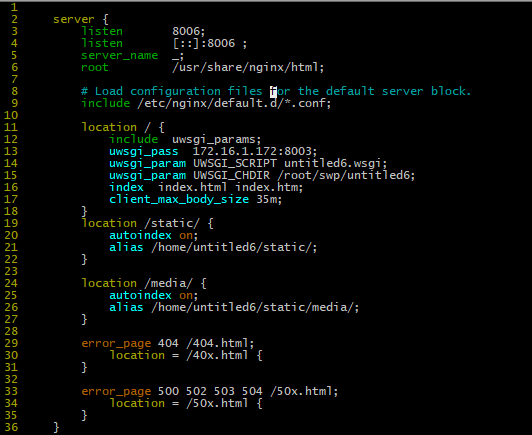 1
2 server {
3 listen 8006;
4 listen [::]:8006 ;
5 server_name _;
6 root /usr/share/nginx/html;
7
8 # Load configuration files for the default server block.
9 include /etc/nginx/default.d/*.conf;
10
11 location / {
12 include uwsgi_params;
13 uwsgi_pass 172.16.1.172:8003;
14 uwsgi_param UWSGI_SCRIPT untitled6.wsgi;
15 uwsgi_param UWSGI_CHDIR /root/swp/untitled6;
16 index index.html index.htm;
17 client_max_body_size 35m;
18 }
19 location /static/ {
20 autoindex on;
21 alias /home/untitled6/static/;
22 }
23
24 location /media/ {
25 autoindex on;
26 alias /home/untitled6/static/media/;
27 }
28
29 error_page 404 /404.html;
30 location = /40x.html {
31 }
32
33 error_page 500 502 503 504 /50x.html;
34 location = /50x.html {
35 }
36 }